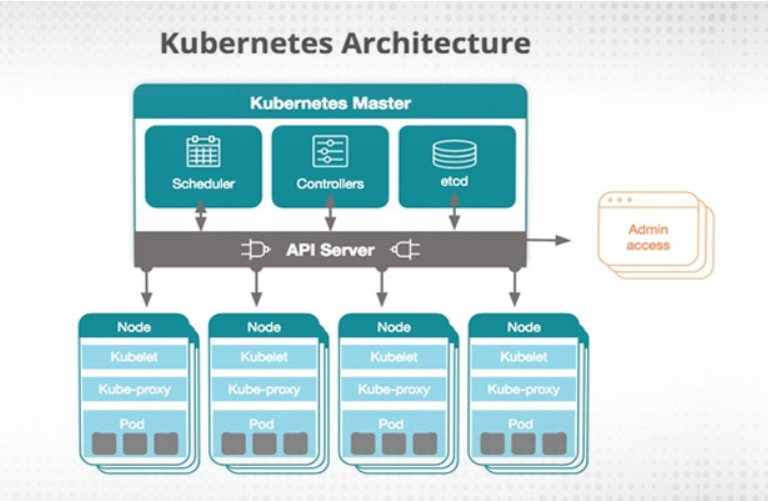 Kubernetes Architecture
Kubernetes Master
Scheduler
Controllers
etcd
API Server
Admin
access
Node
Kubelet
Kube-proxy
Pod
Node
Kubelet
Kube-proxy
Pod
Node
Kubelet
Kube-proxy
Pod
Node
Kubelet
Kube-proxy
Pod